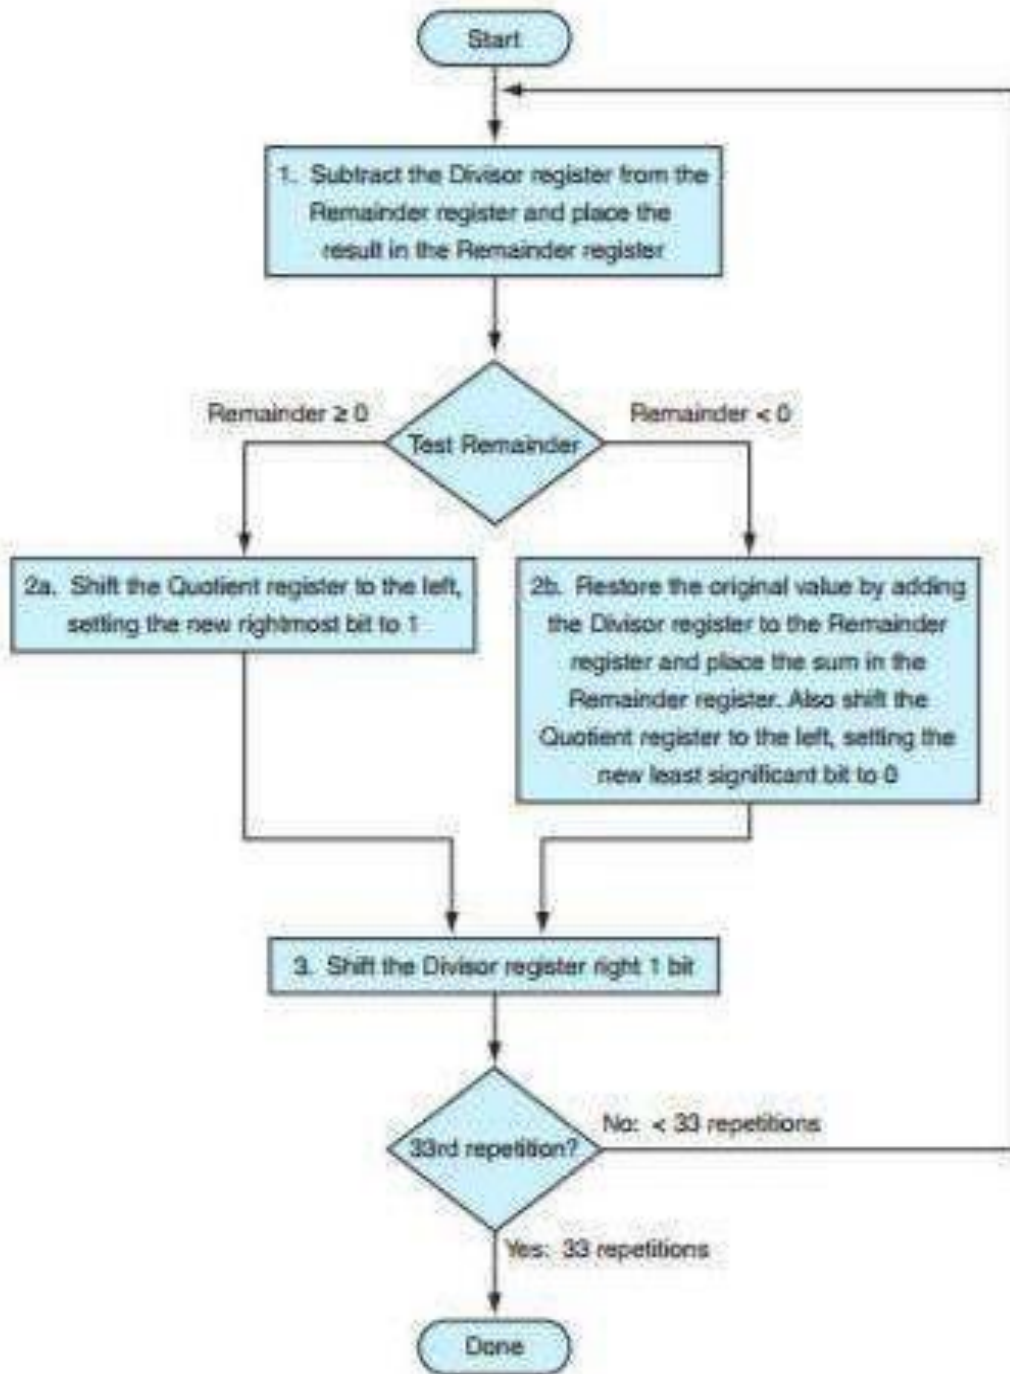 Start
1. Subtract the Divisor register from the
Remainder register and place the
result in the Remainder register
Remainder ≥ 0
Remainder < 0
Test Remainder
2a. Shift the Quotient register to the left,
setting the new rightmost bit to 1
2b. Restore the original value by adding
the Divisor register to the Remainder
register and place the sum in the
Remainder register. Also shift the
Quotient register to the left, setting the
new least significant bit to 0
3. Shift the Divisor register right 1 bit
33rd repetition?
No: < 33 repetitions
Yes: 33 repetitions
Done